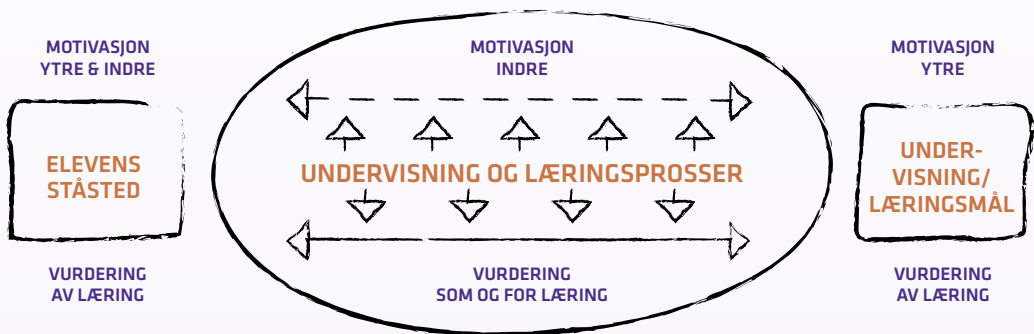 MOTIVASJON
YTRE & INDRE
ELEVENS
STÅSTED
VURDERING
AV LÆRING
MOTIVASJON
INDRE
UNDERVISNING OG LÆRINGSPROSSER
VURDERING
SOM OG FOR LÆRING
MOTIVASJON
YTRE
UNDER-
VISNING/
LÆRINGSMÅL
VURDERING
AV LÆRING